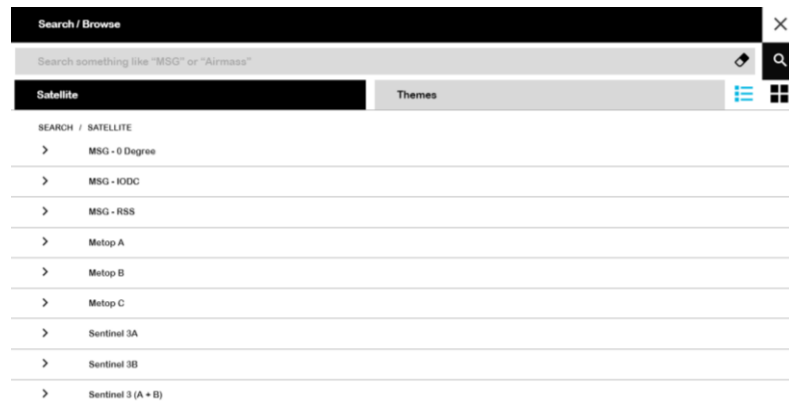 Search / Browse
Search something like "MSG" or "Airmass"
Satellite
Themes
SEARCH / SATELLITE
MSG - 0 Degree
MSG - IODC
MSG - RSS
Metop A
Metop B
Metop C
Sentinel 3A
Sentinel 3B
Sentinel 3 (A + B)